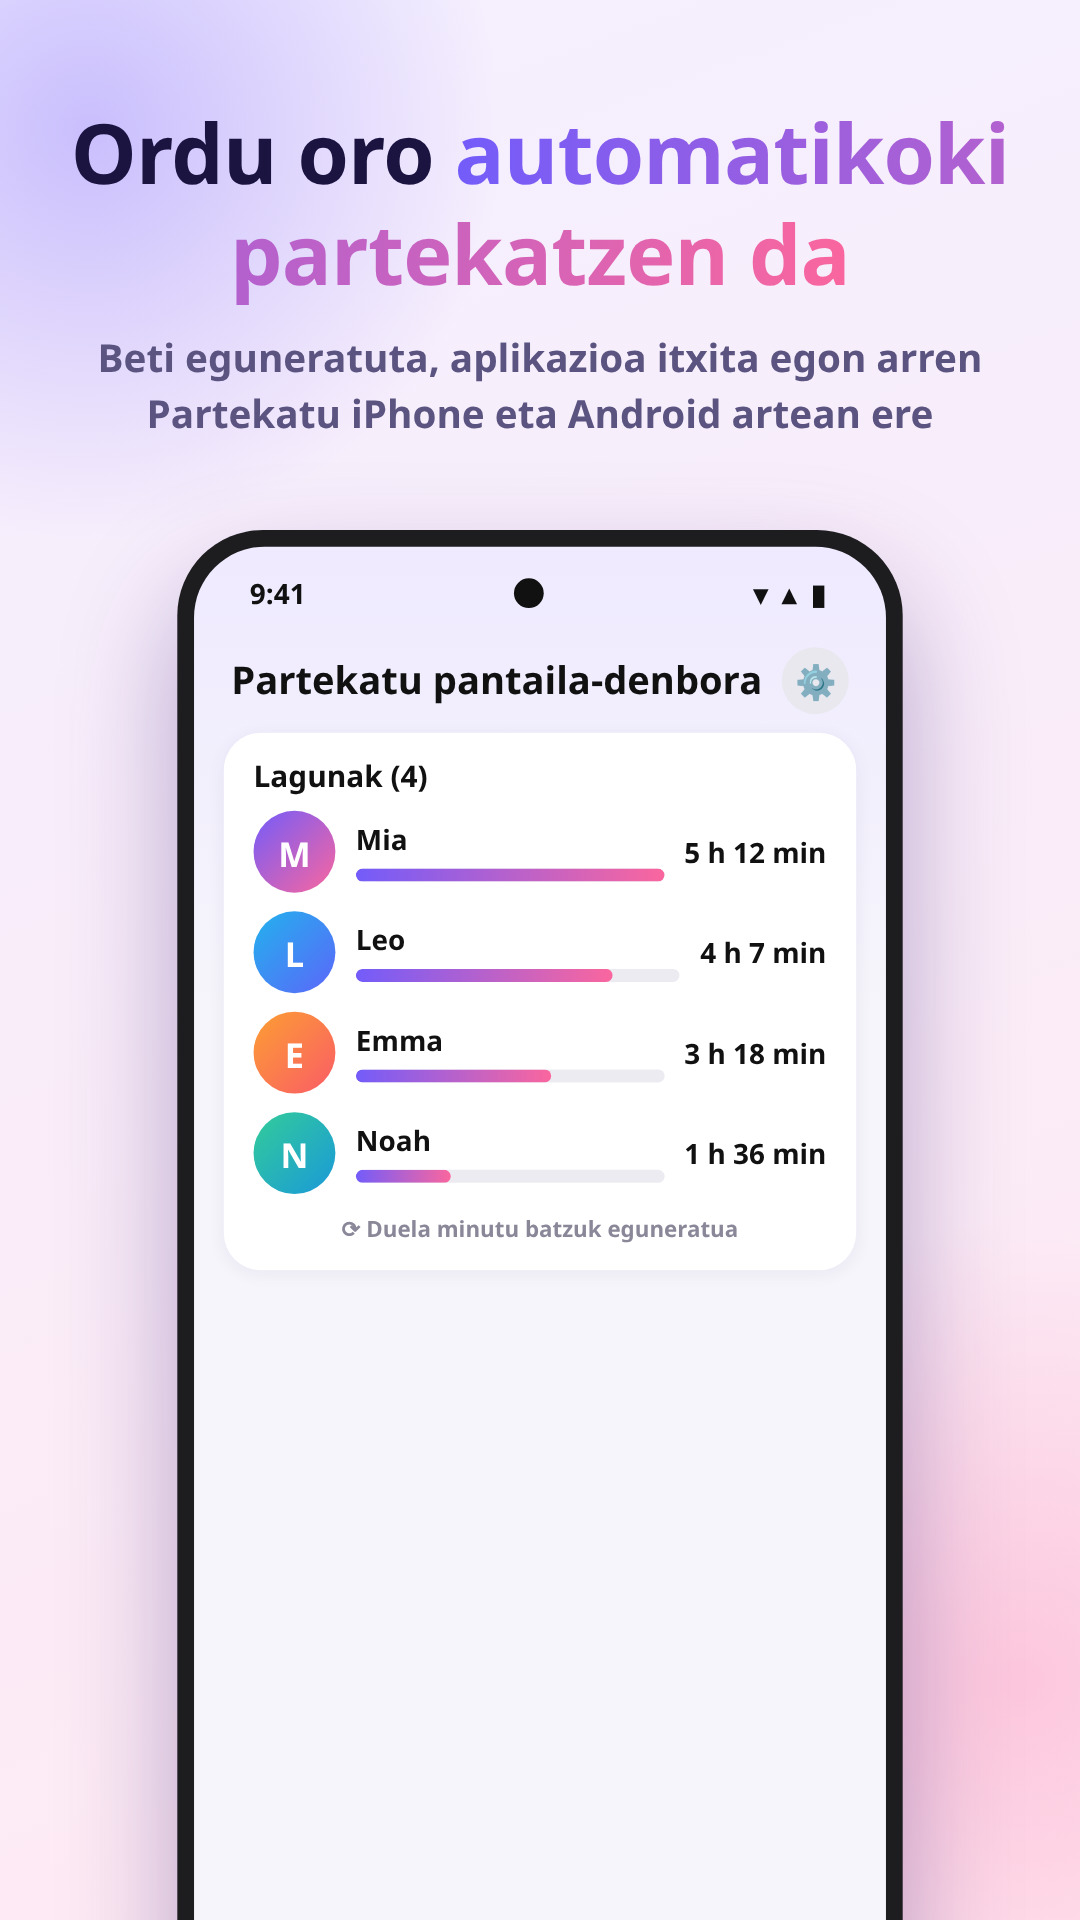 Ordu oro automatikoki
partekatzen da
Beti eguneratuta, aplikazioa itxita egon arren
Partekatu iPhone eta Android artean ere
9:41
Partekatu pantaila-denbora
Lagunak (4)
M
Mia
5 h 12 min
L
Leo
4 h 7 min
E
Emma
3 h 18 min
N
Noah
1 h 36 min
⟳ Duela minutu batzuk eguneratua